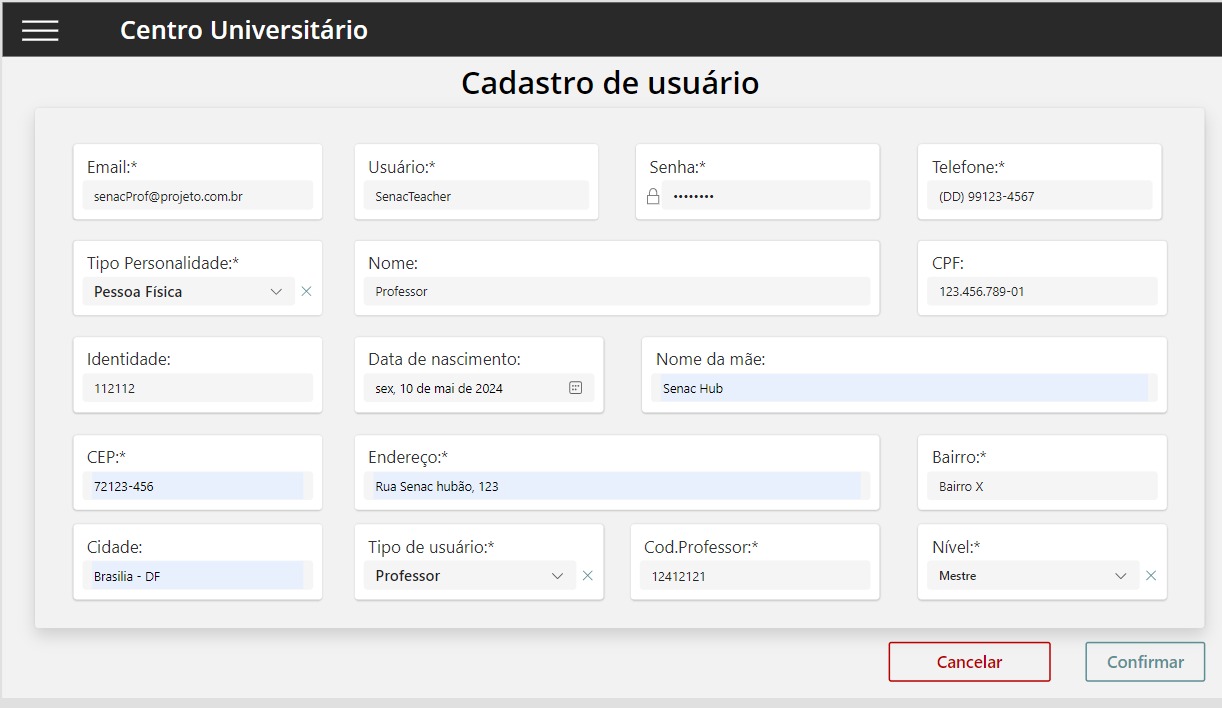 Centro Universitário
Cadastro de usuário
Email:*
senacProf@projeto.com.br
Usuário:*
SenacTeacher
Senha:*
••••••••
Telefone:*
(DD) 99123-4567
Tipo Personalidade:*
Pessoa Física
Nome:
Professor
CPF:
123.456.789-01
Identidade:
112112
Data de nascimento:
sex, 10 de mai de 2024
Nome da mãe:
Senac Hub
CEP:*
72123-456
Endereço:*
Rua Senac hubão, 123
Bairro:*
Bairro X
Cidade:
Brasilia - DF
Tipo de usuário:*
Professor
Cod.Professor:*
12412121
Nível:*
Mestre
Cancelar
Confirmar